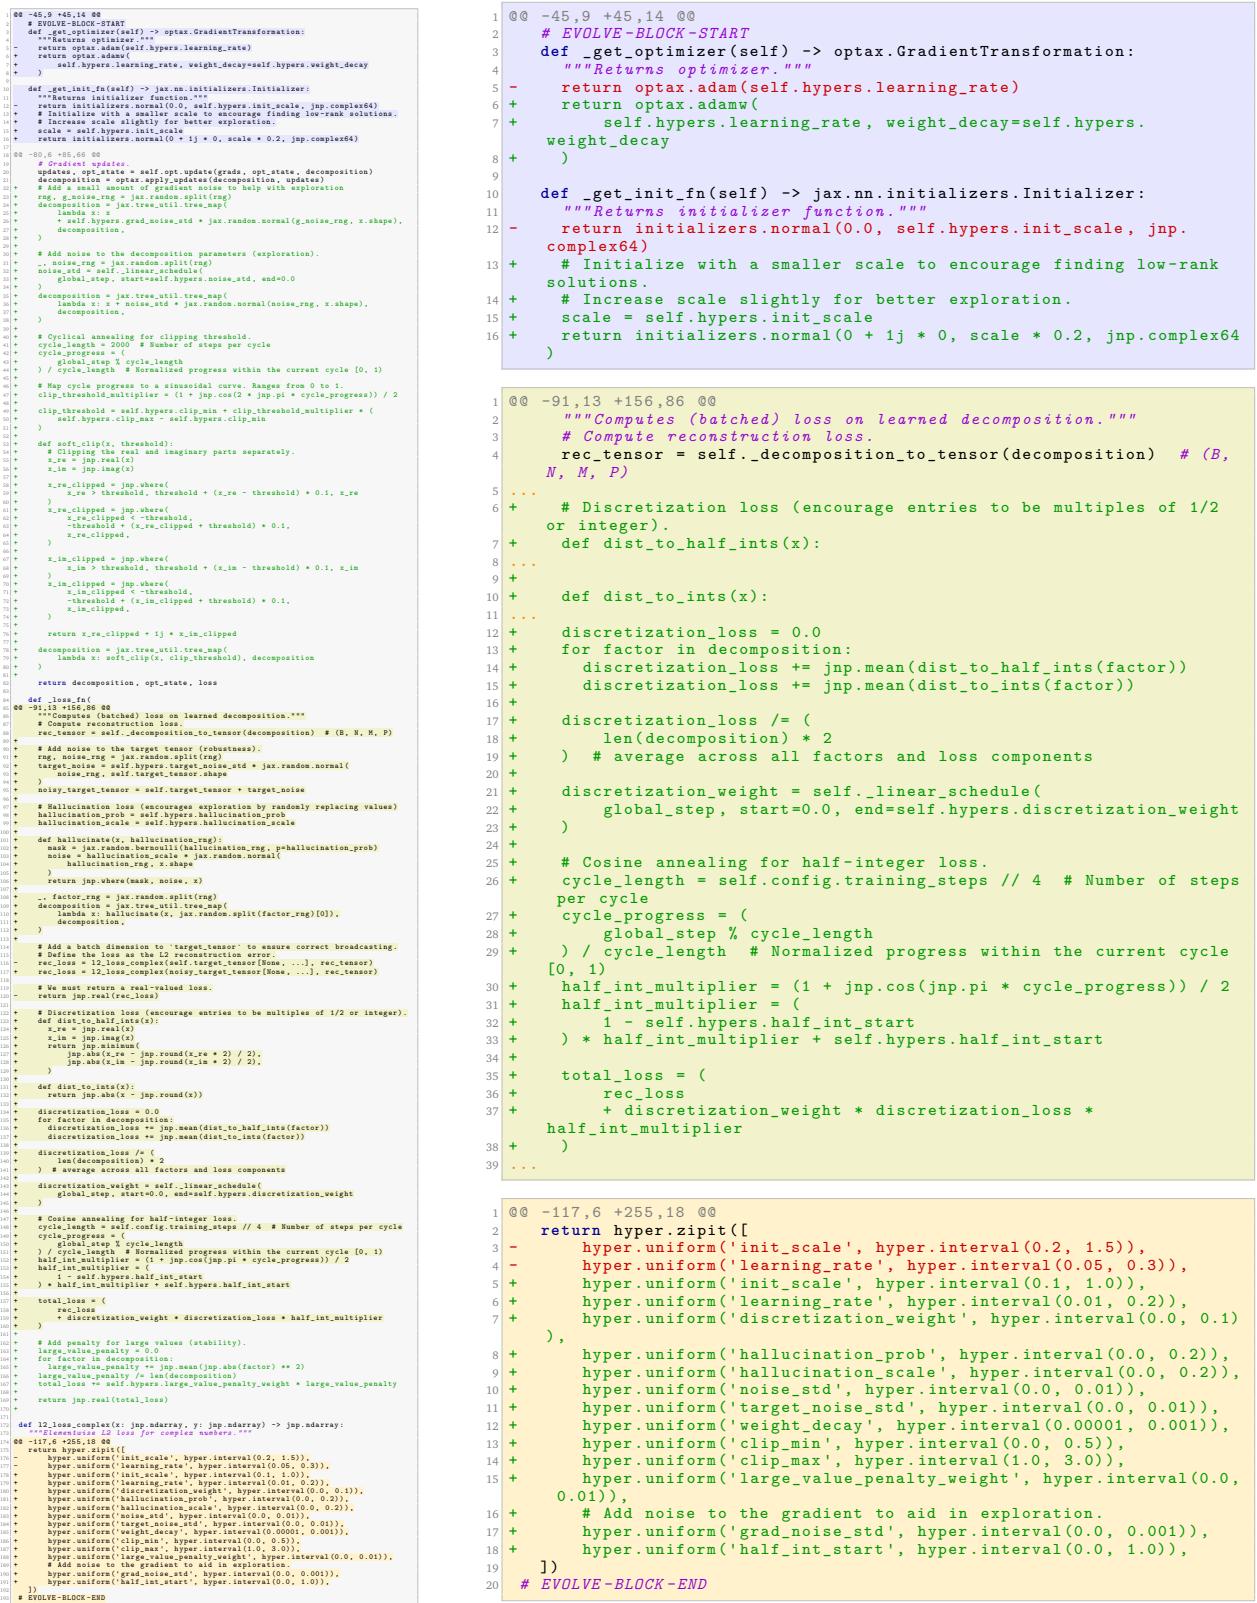 @@ -45,9 +45,14 @@
# EVOLVE-BLOCK-START
def _get_optimizer(self) -> optax.GradientTransformation:
"""Returns optimizer."""
- return optax.adam(self.hypers.learning_rate)
+ return optax.adamw(
+ self.hypers.learning_rate, weight_decay=self.hypers.weight_decay
+ )
def _get_init_fn(self) -> jax.nn.initializers.Initializer:
"""Returns initializer function."""
- return initializers.normal(0.0, self.hypers.init_scale, jnp.complex64)
+ # Initialize with a smaller scale to encourage finding low-rank solutions.
+ # Increase scale slightly for better exploration.
+ scale = self.hypers.init_scale
+ return initializers.normal(0 + 1j * 0, scale * 0.2, jnp.complex64)
@@ -80,6 +85,66 @@
# Gradient updates.
updates, opt_state = self.opt.update(grads, opt_state, decomposition)
decomposition = optax.apply_updates(decomposition, updates)
+ # Add a small amount of gradient noise to help with exploration
+ rng, g_noise_rng = jax.random.split(rng)
+ decomposition = jax.tree_util.tree_map(
+ lambda x: x
+ + self.hypers.grad_noise_std * jax.random.normal(g_noise_rng, x.shape),
+ decomposition,
+ )
+
+ # Add noise to the decomposition parameters (exploration).
+ _, noise_rng = jax.random.split(rng)
+ noise_std = self._linear_schedule(
+ global_step, start=self.hypers.noise_std, end=0.0
+ )
+ decomposition = jax.tree_util.tree_map(
+ lambda x: x + noise_std * jax.random.normal(noise_rng, x.shape),
+ decomposition,
+ )
+
+ # Cyclical annealing for clipping threshold.
+ cycle_length = 2000 # Number of steps per cycle
+ cycle_progress = (
+ global_step % cycle_length
+ ) / cycle_length # Normalized progress within the current cycle [0, 1)
+
+ # Map cycle progress to a sinusoidal curve. Ranges from 0 to 1.
+ clip_threshold_multiplier = (1 + jnp.cos(2 * jnp.pi * cycle_progress)) / 2
+
+ clip_threshold = self.hypers.clip_min + clip_threshold_multiplier * (
+ self.hypers.clip_max - self.hypers.clip_min
+ )
+
+ def soft_clip(x, threshold):
+ # Clipping the real and imaginary parts separately.
+ x_re = jnp.real(x)
+ x_im = jnp.imag(x)
+
+ x_re_clipped = jnp.where(
+ x_re > threshold, threshold + (x_re - threshold) * 0.1, x_re
+ )
+ x_re_clipped = jnp.where(
+ x_re_clipped < -threshold,
+ -threshold + (x_re_clipped + threshold) * 0.1,
+ x_re_clipped,
+ )
+
+ x_im_clipped = jnp.where(
+ x_im > threshold, threshold + (x_im - threshold) * 0.1, x_im
+ )
+ x_im_clipped = jnp.where(
+ x_im_clipped < -threshold,
+ -threshold + (x_im_clipped + threshold) * 0.1,
+ x_im_clipped,
+ )
+
+ return x_re_clipped + 1j * x_im_clipped
+
+ decomposition = jax.tree_util.tree_map(
+ lambda x: soft_clip(x, clip_threshold), decomposition
+ )
+
return decomposition, opt_state, loss
def _loss_fn(
@@ -91,13 +156,86 @@
"""Computes (batched) loss on learned decomposition."""
# Compute reconstruction loss.
rec_tensor = self._decomposition_to_tensor(decomposition) # (B, N, M, P)
+
+ # Add noise to the target tensor (robustness).
+ rng, noise_rng = jax.random.split(rng)
+ target_noise = self.hypers.target_noise_std * jax.random.normal(
+ noise_rng, self.target_tensor.shape
+ )
+ noisy_target_tensor = self.target_tensor + target_noise
+
+ # Hallucination loss (encourages exploration by randomly replacing values)
+ hallucination_prob = self.hypers.hallucination_prob
+ hallucination_scale = self.hypers.hallucination_scale
+
+ def hallucinate(x, hallucination_rng):
+ mask = jax.random.bernoulli(hallucination_rng, p=hallucination_prob)
+ noise = hallucination_scale * jax.random.normal(
+ hallucination_rng, x.shape
+ )
+ return jnp.where(mask, noise, x)
+
+ _, factor_rng = jax.random.split(rng)
+ decomposition = jax.tree_util.tree_map(
+ lambda x: hallucinate(x, jax.random.split(factor_rng)[0]),
+ decomposition,
+ )
+
# Add a batch dimension to `target_tensor` to ensure correct broadcasting.
# Define the loss as the L2 reconstruction error.
- rec_loss = l2_loss_complex(self.target_tensor[None, ...], rec_tensor)
+ rec_loss = l2_loss_complex(noisy_target_tensor[None, ...], rec_tensor)
# We must return a real-valued loss.
- return jnp.real(rec_loss)
+ # Discretization loss (encourage entries to be multiples of 1/2 or integer).
+ def dist_to_half_ints(x):
+ x_re = jnp.real(x)
+ x_im = jnp.imag(x)
+ return jnp.minimum(
+ jnp.abs(x_re - jnp.round(x_re * 2) / 2),
+ jnp.abs(x_im - jnp.round(x_im * 2) / 2),
+ )
+
+ def dist_to_ints(x):
+ return jnp.abs(x - jnp.round(x))
+
+ discretization_loss = 0.0
+ for factor in decomposition:
+ discretization_loss += jnp.mean(dist_to_half_ints(factor))
+ discretization_loss += jnp.mean(dist_to_ints(factor))
+
+ discretization_loss /= (
+ len(decomposition) * 2
+ ) # average across all factors and loss components
+
+ discretization_weight = self._linear_schedule(
+ global_step, start=0.0, end=self.hypers.discretization_weight
+ )
+
+ # Cosine annealing for half-integer loss.
+ cycle_length = self.config.training_steps // 4 # Number of steps per cycle
+ cycle_progress = (
+ global_step % cycle_length
+ ) / cycle_length # Normalized progress within the current cycle [0, 1)
+ half_int_multiplier = (1 + jnp.cos(jnp.pi * cycle_progress)) / 2
+ half_int_multiplier = (
+ 1 - self.hypers.half_int_start
+ ) * half_int_multiplier + self.hypers.half_int_start
+
+ total_loss = (
+ rec_loss
+ + discretization_weight * discretization_loss * half_int_multiplier
+ )
+
+ # Add penalty for large values (stability).
+ large_value_penalty = 0.0
+ for factor in decomposition:
+ large_value_penalty += jnp.mean(jnp.abs(factor) ** 2)
+ large_value_penalty /= len(decomposition)
+ total_loss += self.hypers.large_value_penalty_weight * large_value_penalty
+
+ return jnp.real(total_loss)
+
def l2_loss_complex(x: jnp.ndarray, y: jnp.ndarray) -> jnp.ndarray:
"""Elementwise L2 loss for complex numbers."""
@@ -117,6 +255,18 @@
return hyper.zipit([
- hyper.uniform('init_scale', hyper.interval(0.2, 1.5)),
- hyper.uniform('learning_rate', hyper.interval(0.05, 0.3)),
+ hyper.uniform('init_scale', hyper.interval(0.1, 1.0)),
+ hyper.uniform('learning_rate', hyper.interval(0.01, 0.2)),
+ hyper.uniform('discretization_weight', hyper.interval(0.0, 0.1)),
+ hyper.uniform('hallucination_prob', hyper.interval(0.0, 0.2)),
+ hyper.uniform('hallucination_scale', hyper.interval(0.0, 0.2)),
+ hyper.uniform('noise_std', hyper.interval(0.0, 0.01)),
+ hyper.uniform('target_noise_std', hyper.interval(0.0, 0.01)),
+ hyper.uniform('weight_decay', hyper.interval(0.00001, 0.001)),
+ hyper.uniform('clip_min', hyper.interval(0.0, 0.5)),
+ hyper.uniform('clip_max', hyper.interval(1.0, 3.0)),
+ hyper.uniform('large_value_penalty_weight', hyper.interval(0.0, 0.01)),
+ # Add noise to the gradient to aid in exploration.
+ hyper.uniform('grad_noise_std', hyper.interval(0.0, 0.001)),
+ hyper.uniform('half_int_start', hyper.interval(0.0, 1.0)),
])
# EVOLVE-BLOCK-END
1 @@ -45,9 +45,14 @@
2 # EVOLVE-BLOCK-START
3 def _get_optimizer(self) -> optax.GradientTransformation:
4 """Returns optimizer."""
5 - return optax.adam(self.hypers.learning_rate)
6 + return optax.adamw(
7 + self.hypers.learning_rate, weight_decay=self.hypers.
weight_decay
8 + )
9
10 def _get_init_fn(self) -> jax.nn.initializers.Initializer:
11 """Returns initializer function."""
12 - return initializers.normal(0.0, self.hypers.init_scale, jnp.
complex64)
13 + # Initialize with a smaller scale to encourage finding low-rank
solutions.
14 + # Increase scale slightly for better exploration.
15 + scale = self.hypers.init_scale
16 + return initializers.normal(0 + 1j * 0, scale * 0.2, jnp.complex64
)
1 @@ -91,13 +156,86 @@
2 """Computes (batched) loss on learned decomposition."""
3 # Compute reconstruction loss.
4 rec_tensor = self._decomposition_to_tensor(decomposition) # (B,
N, M, P)
5 ...
6 + # Discretization loss (encourage entries to be multiples of 1/2
or integer).
7 + def dist_to_half_ints(x):
8 ...
9 +
10 + def dist_to_ints(x):
11 ...
12 + discretization_loss = 0.0
13 + for factor in decomposition:
14 + discretization_loss += jnp.mean(dist_to_half_ints(factor))
15 + discretization_loss += jnp.mean(dist_to_ints(factor))
16 +
17 + discretization_loss /= (
18 + len(decomposition) * 2
19 + ) # average across all factors and loss components
20 +
21 + discretization_weight = self._linear_schedule(
22 + global_step, start=0.0, end=self.hypers.discretization_weight
23 + )
24 +
25 + # Cosine annealing for half-integer loss.
26 + cycle_length = self.config.training_steps // 4 # Number of steps
per cycle
27 + cycle_progress = (
28 + global_step % cycle_length
29 + ) / cycle_length # Normalized progress within the current cycle
[0, 1)
30 + half_int_multiplier = (1 + jnp.cos(jnp.pi * cycle_progress)) / 2
31 + half_int_multiplier = (
32 + 1 - self.hypers.half_int_start
33 + ) * half_int_multiplier + self.hypers.half_int_start
34 +
35 + total_loss = (
36 + rec_loss
37 + + discretization_weight * discretization_loss *
half_int_multiplier
38 + )
39 ...
1 @@ -117,6 +255,18 @@
2 return hyper.zipit([
3 - hyper.uniform('init_scale', hyper.interval(0.2, 1.5)),
4 - hyper.uniform('learning_rate', hyper.interval(0.05, 0.3)),
5 + hyper.uniform('init_scale', hyper.interval(0.1, 1.0)),
6 + hyper.uniform('learning_rate', hyper.interval(0.01, 0.2)),
7 + hyper.uniform('discretization_weight', hyper.interval(0.0, 0.1)
),
8 + hyper.uniform('hallucination_prob', hyper.interval(0.0, 0.2)),
9 + hyper.uniform('hallucination_scale', hyper.interval(0.0, 0.2)),
10 + hyper.uniform('noise_std', hyper.interval(0.0, 0.01)),
11 + hyper.uniform('target_noise_std', hyper.interval(0.0, 0.01)),
12 + hyper.uniform('weight_decay', hyper.interval(0.00001, 0.001)),
13 + hyper.uniform('clip_min', hyper.interval(0.0, 0.5)),
14 + hyper.uniform('clip_max', hyper.interval(1.0, 3.0)),
15 + hyper.uniform('large_value_penalty_weight', hyper.interval(0.0,
0.01)),
16 + # Add noise to the gradient to aid in exploration.
17 + hyper.uniform('grad_noise_std', hyper.interval(0.0, 0.001)),
18 + hyper.uniform('half_int_start', hyper.interval(0.0, 1.0)),
19 ])
20 # EVOLVE-BLOCK-END